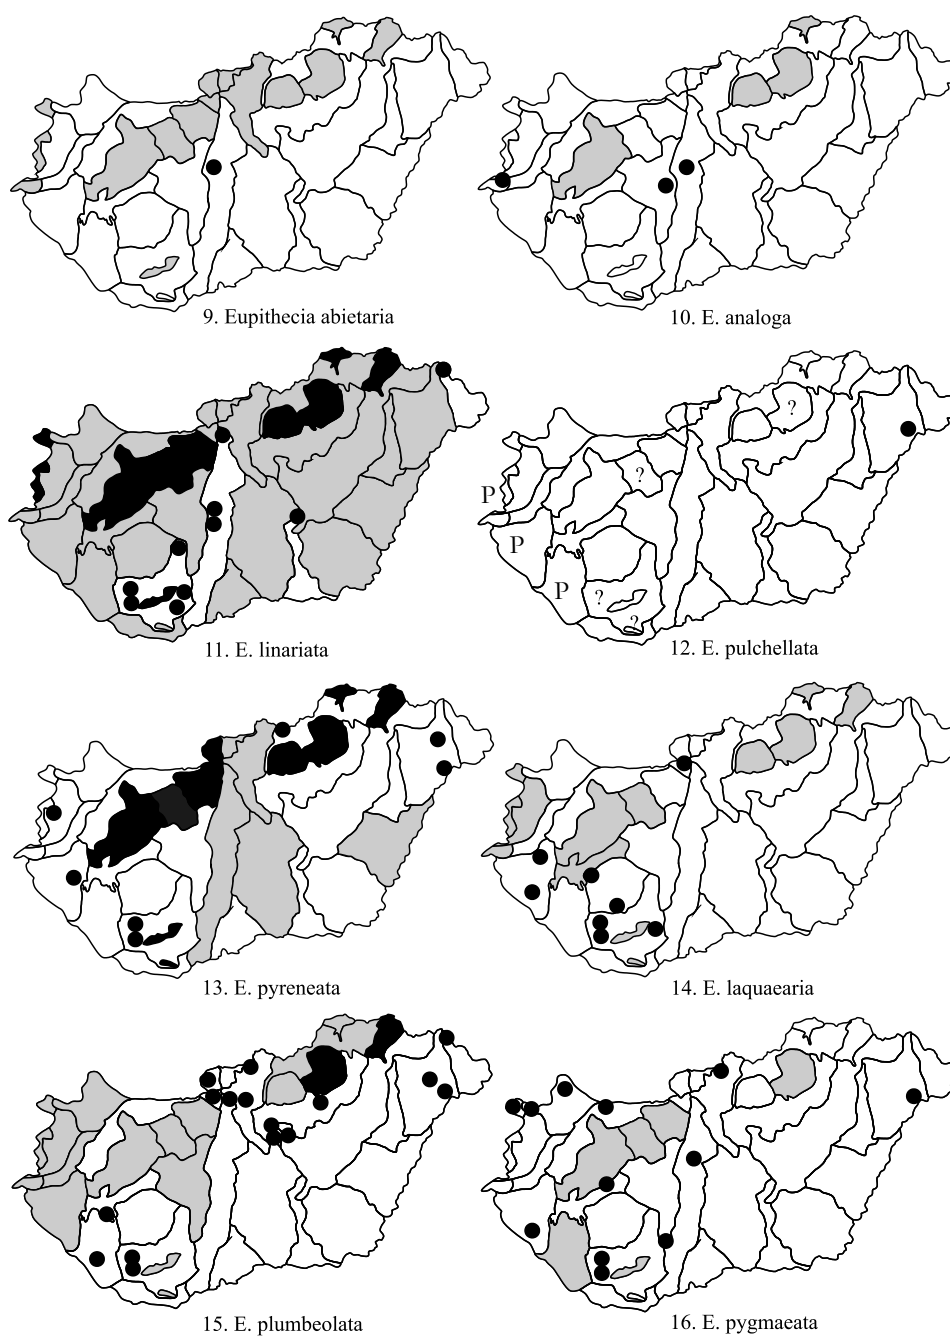 9. Eupithecia abietaria
10. E. analoga
?
?
P
P
P
?
?
11. E. linariata
12. E. pulchellata
13. E. pyreneata
14. E. laquaearia
15. E. plumbeolata
16. E. pygmaeata